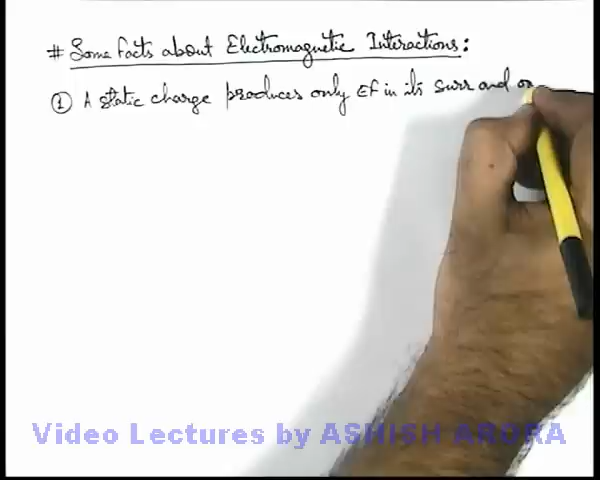 # Some facts about Electromagnetic Interactions:
① A static charge produces only EF in its surr and on
Video Lectures by ASHISH ARORA